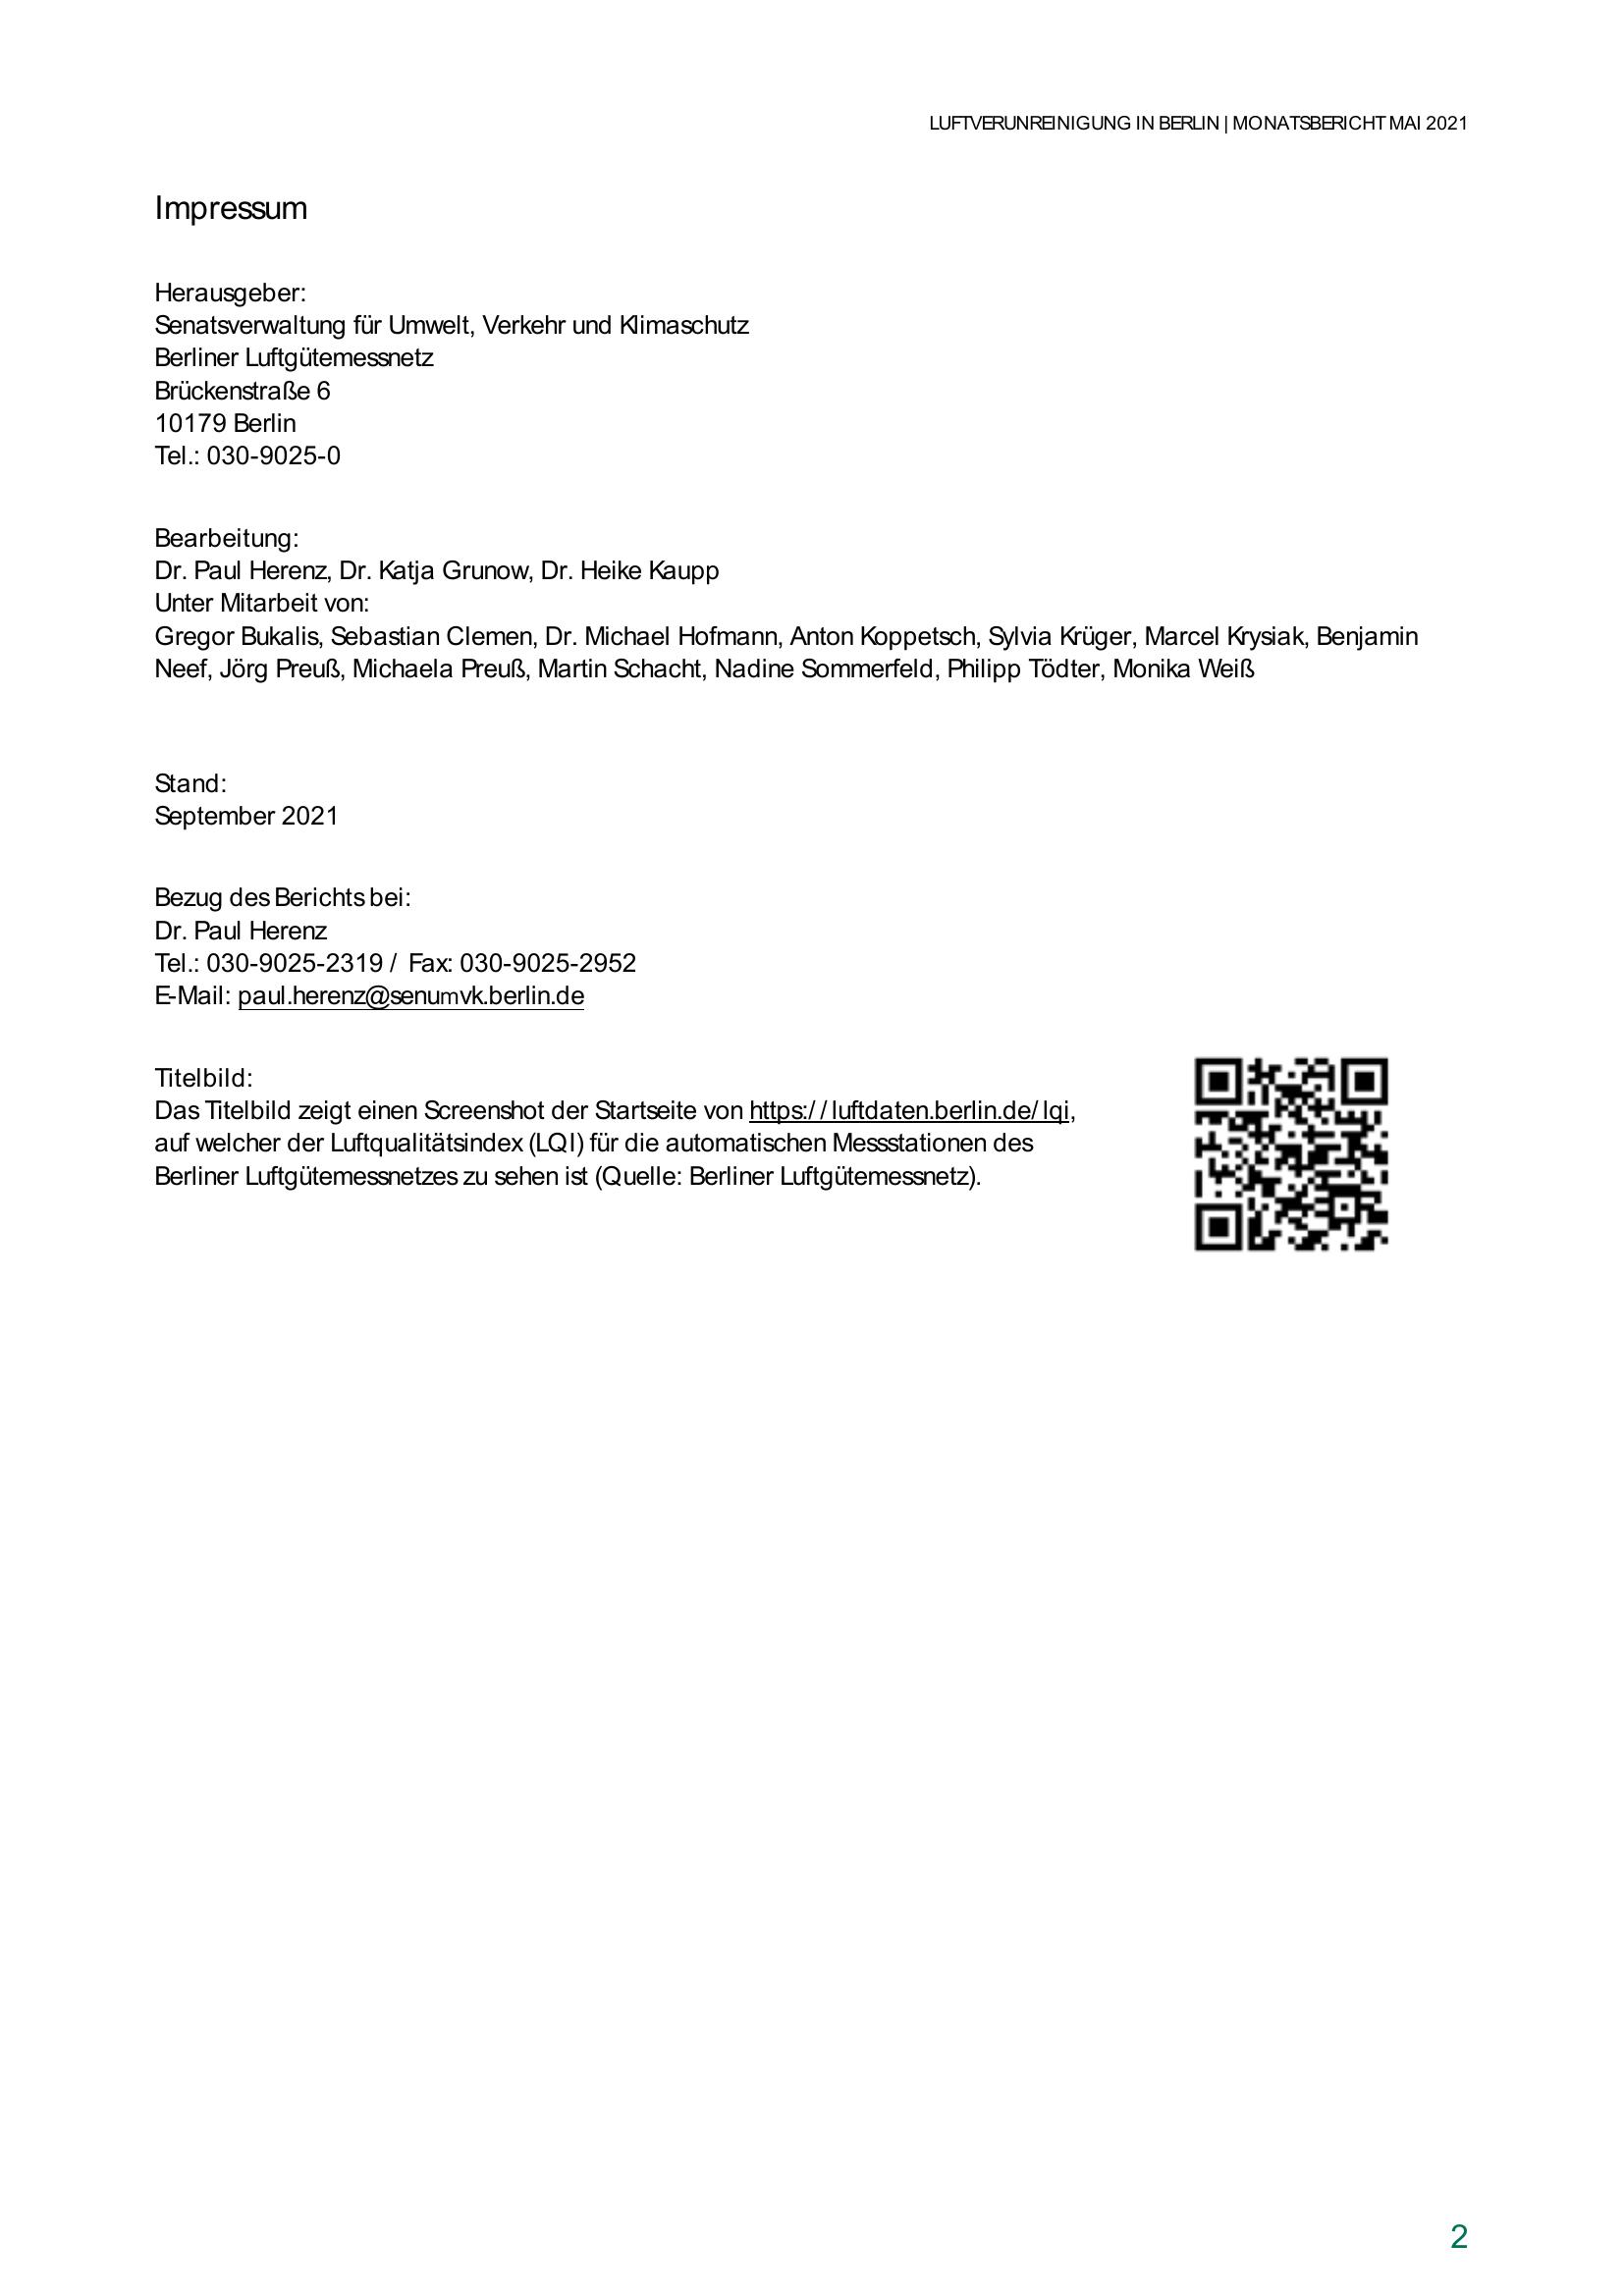 LUFTVERUNREINIGUNG IN BERLIN | MONATSBERICHT MAI 2021
Impressum
Herausgeber:
Senatsverwaltung für Umwelt, Verkehr und Klimaschutz
Berliner Luftgütemessnetz
Brückenstraße 6
10179 Berlin
Tel.: 030-9025-0
Bearbeitung:
Dr. Paul Herenz, Dr. Katja Grunow, Dr. Heike Kaupp
Unter Mitarbeit von:
Gregor Bukalis, Sebastian Clemen, Dr. Michael Hofmann, Anton Koppetsch, Sylvia Krüger, Marcel Krysiak, Benjamin
Neef, Jörg Preuß, Michaela Preuß, Martin Schacht, Nadine Sommerfeld, Philipp Tödter, Monika Weiß
Stand:
September 2021
Bezug des Berichts bei:
Dr. Paul Herenz
Tel.: 030-9025-2319 / Fax: 030-9025-2952
E-Mail: paul.herenz@senumvk.berlin.de
Titelbild:
Das Titelbild zeigt einen Screenshot der Startseite von https://luftdaten.berlin.de/lqi,
auf welcher der Luftqualitätsindex (LQI) für die automatischen Messstationen des
Berliner Luftgütemessnetzes zu sehen ist (Quelle: Berliner Luftgütemessnetz).
2